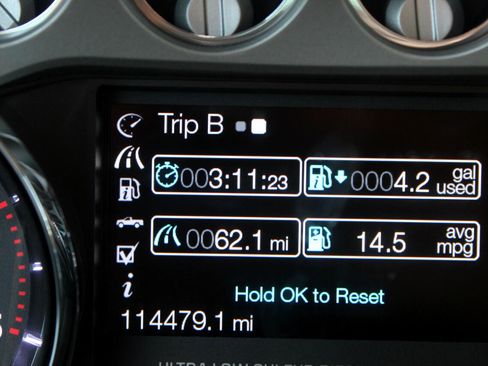 Trip B
003:11:23
0004.2 gal used
0062.1 mi
14.5 avg mpg
Hold OK to Reset
114479.1 mi